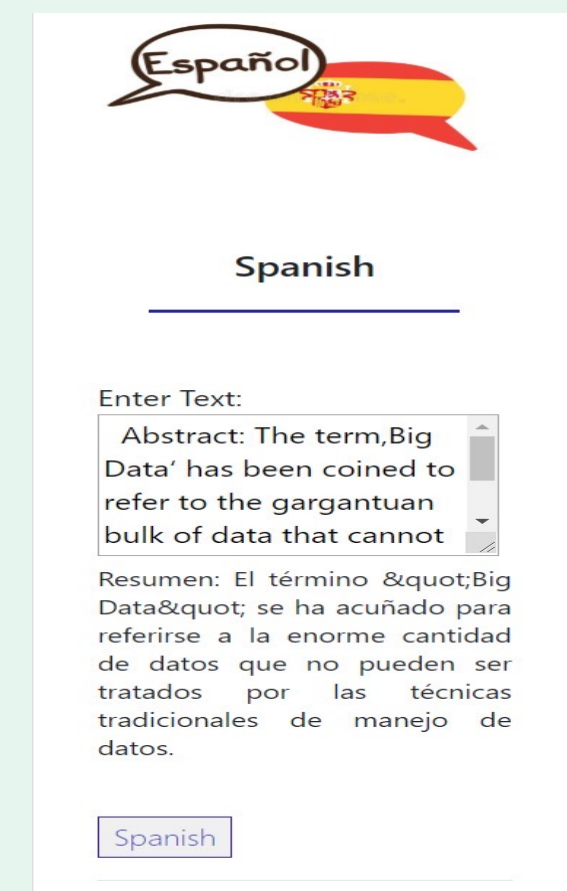 Español
Spanish
Enter Text:
Abstract: The term,Big
Data‘ has been coined to
refer to the gargantuan
bulk of data that cannot
Resumen: El término &quot;Big
Data&quot; se ha acuñado para
referirse a la enorme cantidad
de datos que no pueden ser
tratados por las técnicas
tradicionales de manejo de
datos.
Spanish